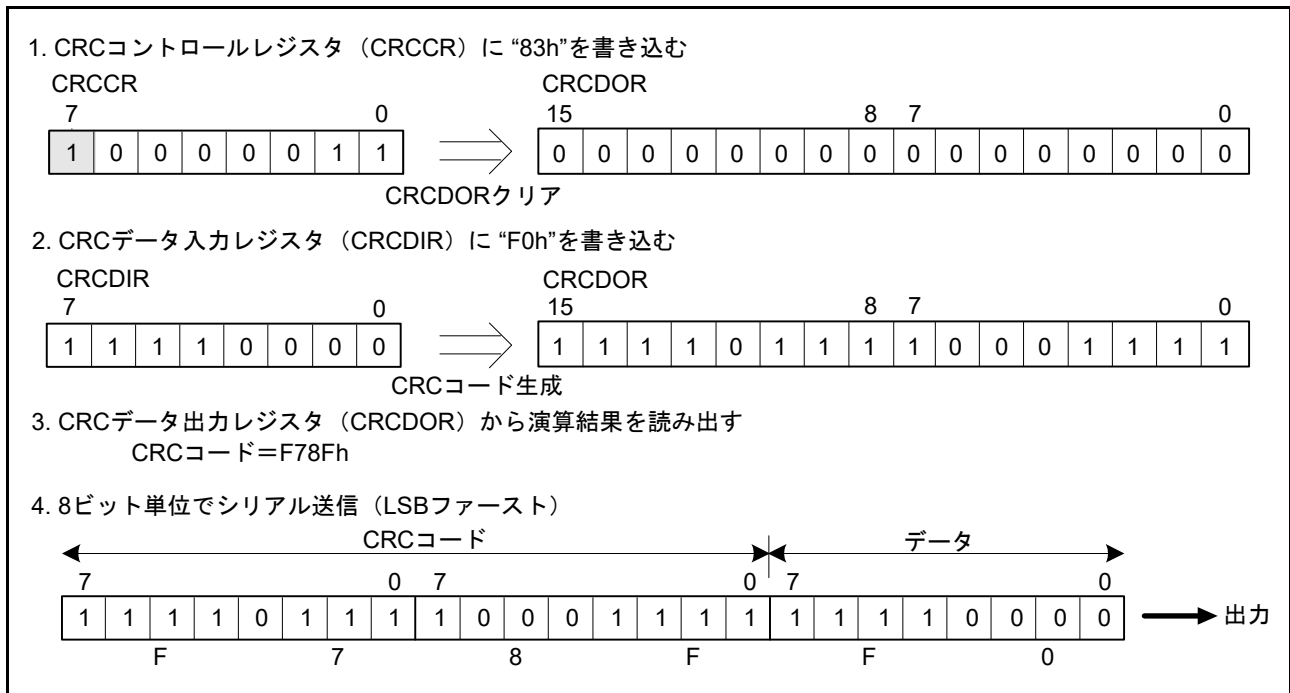 1. CRCコントロールレジスタ（CRCCR）に “83h”を書き込む
CRCCR CRCDOR
7 0 15 8 7 0
1 0 0 0 0 0 1 1 0 0 0 0 0 0 0 0 0 0 0 0 0 0 0 0
CRCDORクリア
2. CRCデータ入力レジスタ（CRCDIR）に “F0h”を書き込む
CRCDIR CRCDOR
7 0 15 8 7 0
1 1 1 1 0 0 0 0 1 1 1 1 0 1 1 1 1 0 0 0 1 1 1 1
CRCコード生成
3. CRCデータ出力レジスタ（CRCDOR）から演算結果を読み出す
CRCコード＝F78Fh
4. 8ビット単位でシリアル送信（LSBファースト）
CRCコード データ
7 0 7 0 7 0
1 1 1 1 0 1 1 1 1 0 0 0 1 1 1 1 1 1 1 1 0 0 0 0 出力
F 7 8 F F 0